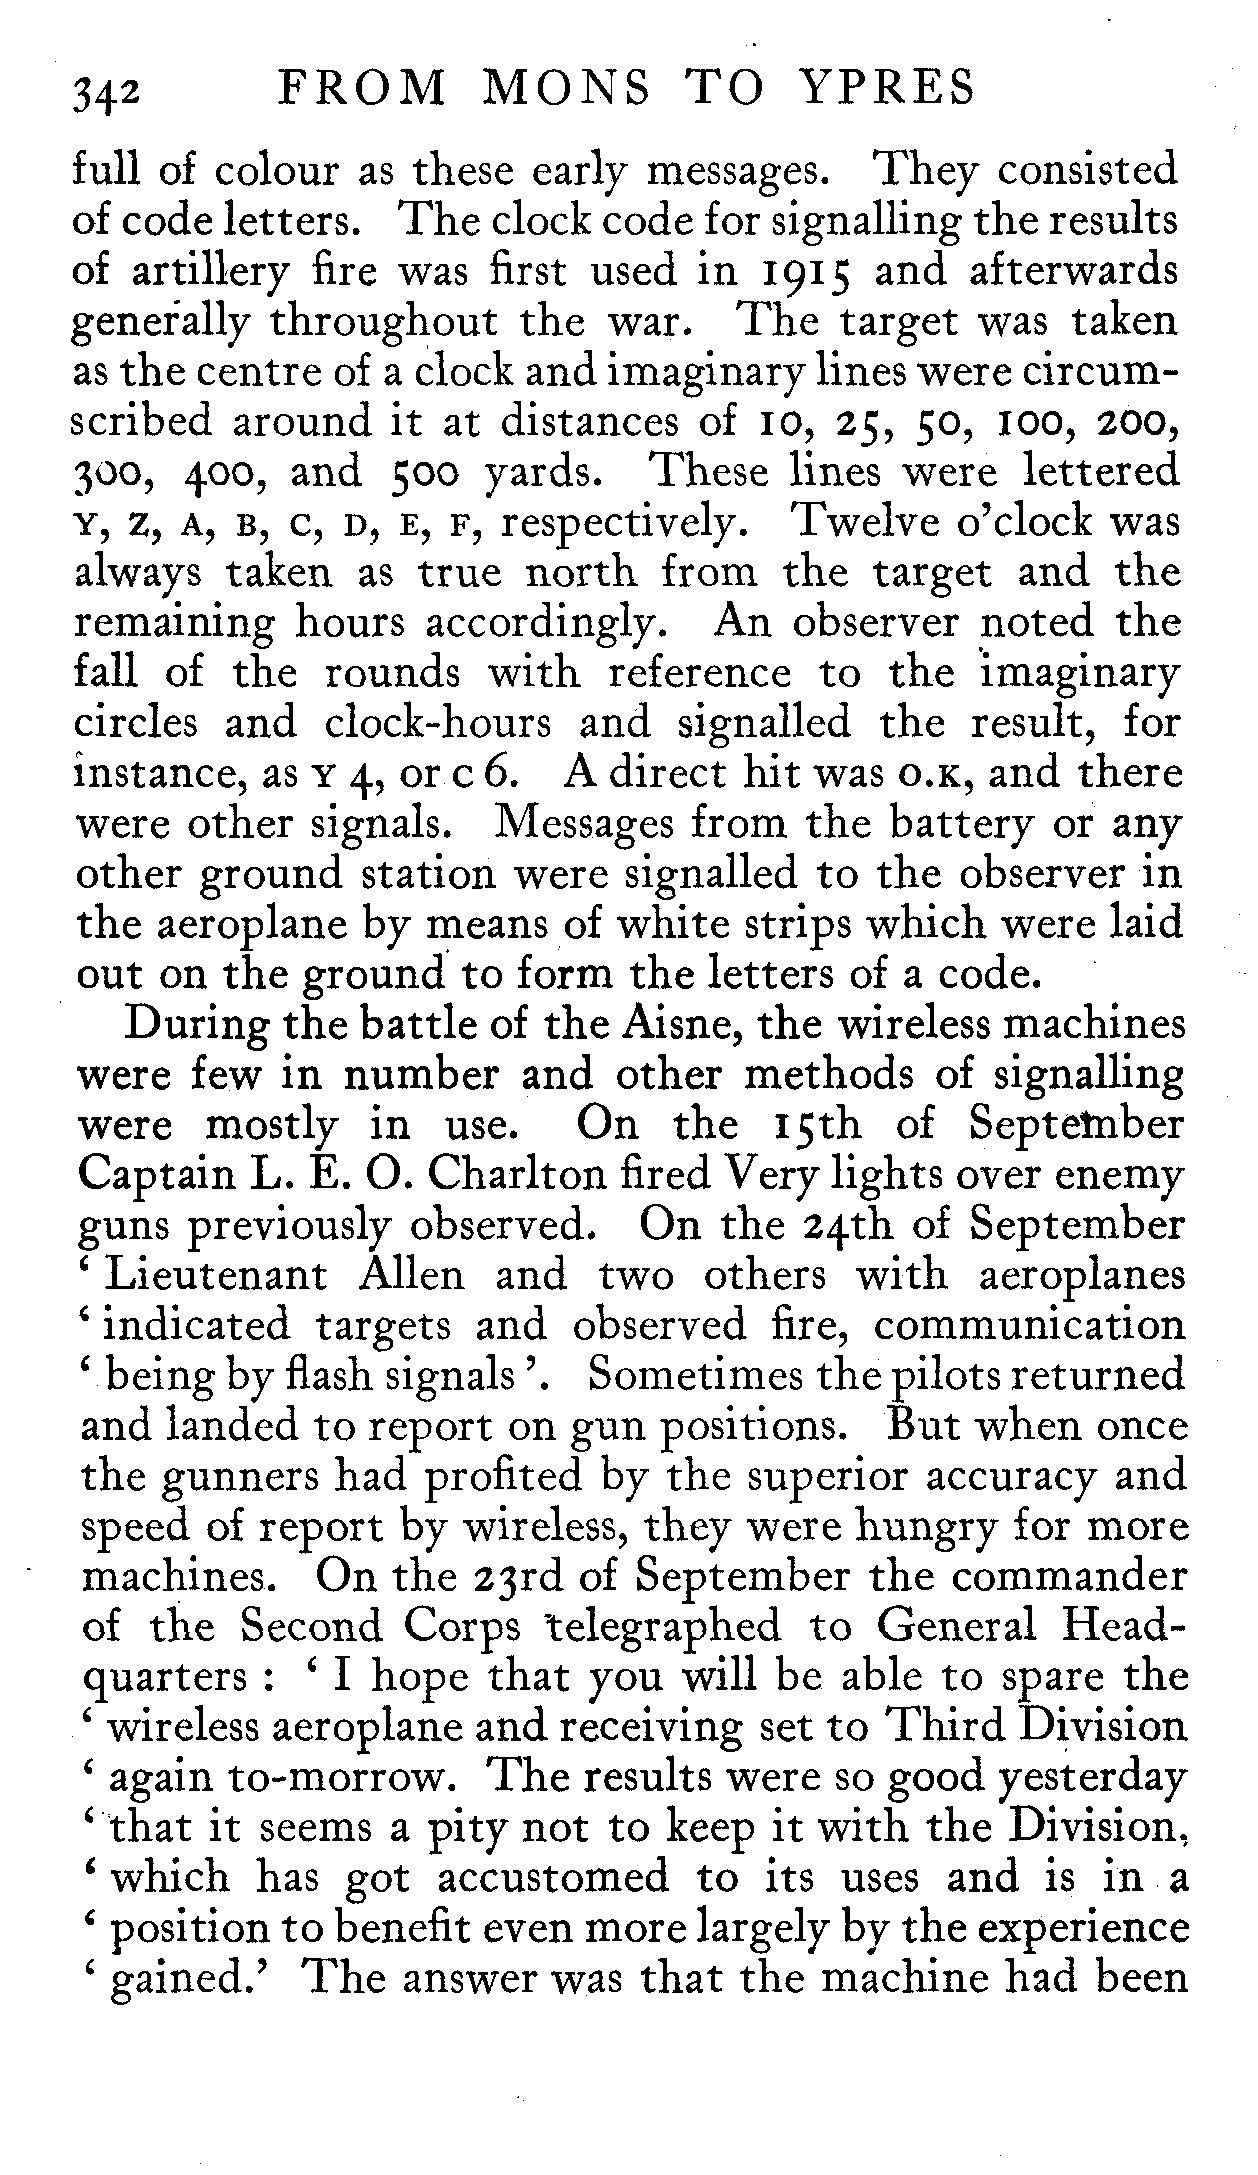 342 FROM MONS TO YPRES
full of colour as these early messages. They consisted
of code letters. The clock code for signalling the results
of artillery fire was first used in 1915 and afterwards
generally throughout the war. The target was taken
as the centre of a clock and imaginary lines were circum-
scribed around it at distances of 10, 25, 50, 100, 200,
300, 400, and 500 yards. These lines were lettered
Y, Z, A, B, C, D, E, F, respectively. Twelve o’clock was
always taken as true north from the target and the
remaining hours accordingly. An observer noted the
fall of the rounds with reference to the imaginary
circles and clock-hours and signalled the result, for
instance, as Y 4, or C 6. A direct hit was O.K, and there
were other signals. Messages from the battery or any
other ground station were signalled to the observer in
the aeroplane by means of white strips which were laid
out on the ground to form the letters of a code.
During the battle of the Aisne, the wireless machines
were few in number and other methods of signalling
were mostly in use. On the 15th of September
Captain L. E. O. Charlton fired Very lights over enemy
guns previously observed. On the 24th of September
‘ Lieutenant Allen and two others with aeroplanes
‘ indicated targets and observed fire, communication
‘ being by flash signals ’. Sometimes the pilots returned
and landed to report on gun positions. But when once
the gunners had profited by the superior accuracy and
speed of report by wireless, they were hungry for more
machines. On the 23rd of September the commander
of the Second Corps telegraphed to General Head-
quarters : ‘ I hope that you will be able to spare the
‘ wireless aeroplane and receiving set to Third Division
‘ again to-morrow. The results were so good yesterday
‘ that it seems a pity not to keep it with the Division,
‘ which has got accustomed to its uses and is in a
‘ position to benefit even more largely by the experience
‘ gained.’ The answer was that the machine had been